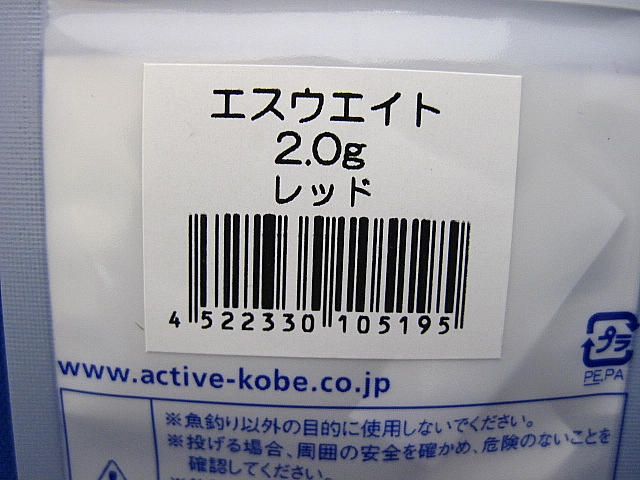 エスウエイト
2.0g
レッド
4 522330 105195
プラ
PE,PA
www.active-kobe.co.jp
※魚釣り以外の目的に使用しないでください。
※投げる場合、周囲の安全を確かめ、危険のないことを
確認してください。